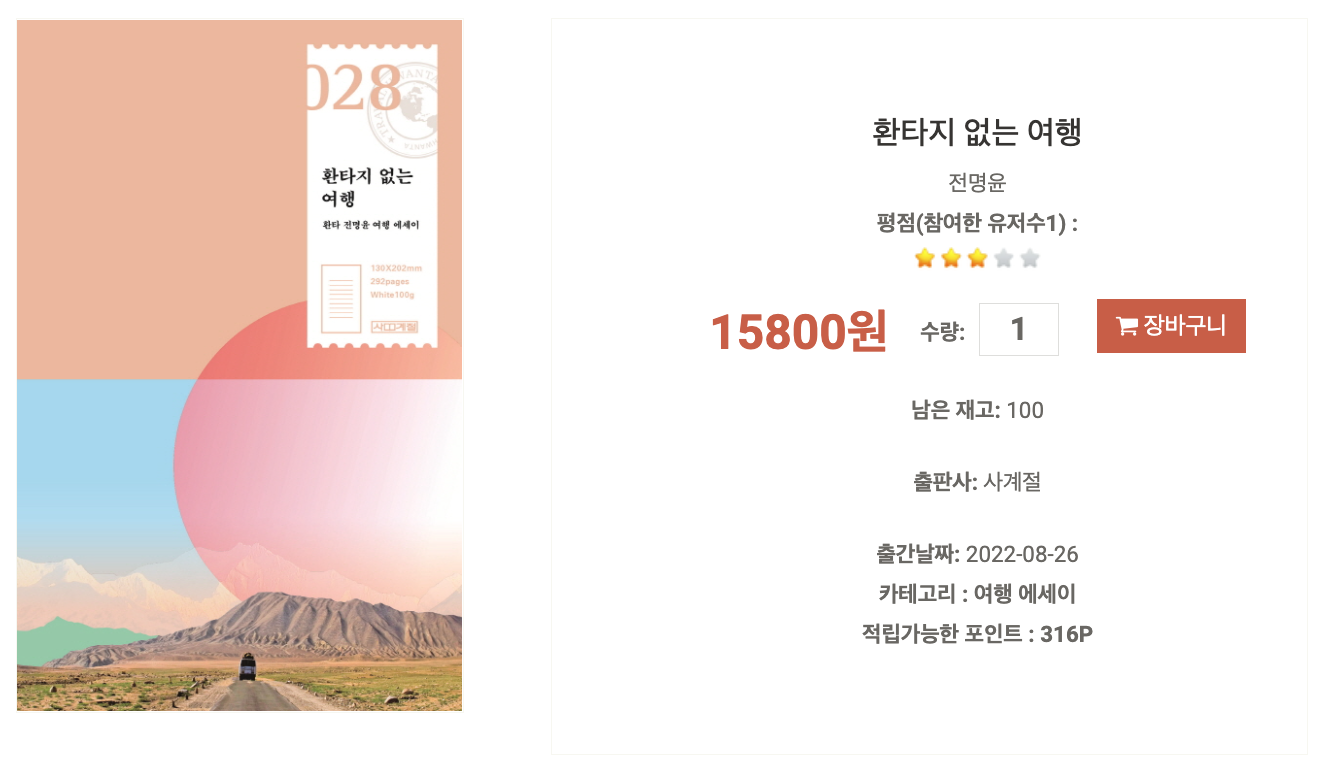 028
환타지 없는
여행
환타 전명윤 여행 에세이
130X202mm
292pages
White100g
사계절
환타지 없는 여행
전명윤
평점(참여한 유저수1) :
15800원 수량: 1 장바구니
남은 재고: 100
출판사: 사계절
출간날짜: 2022-08-26
카테고리 : 여행 에세이
적립가능한 포인트 : 316P